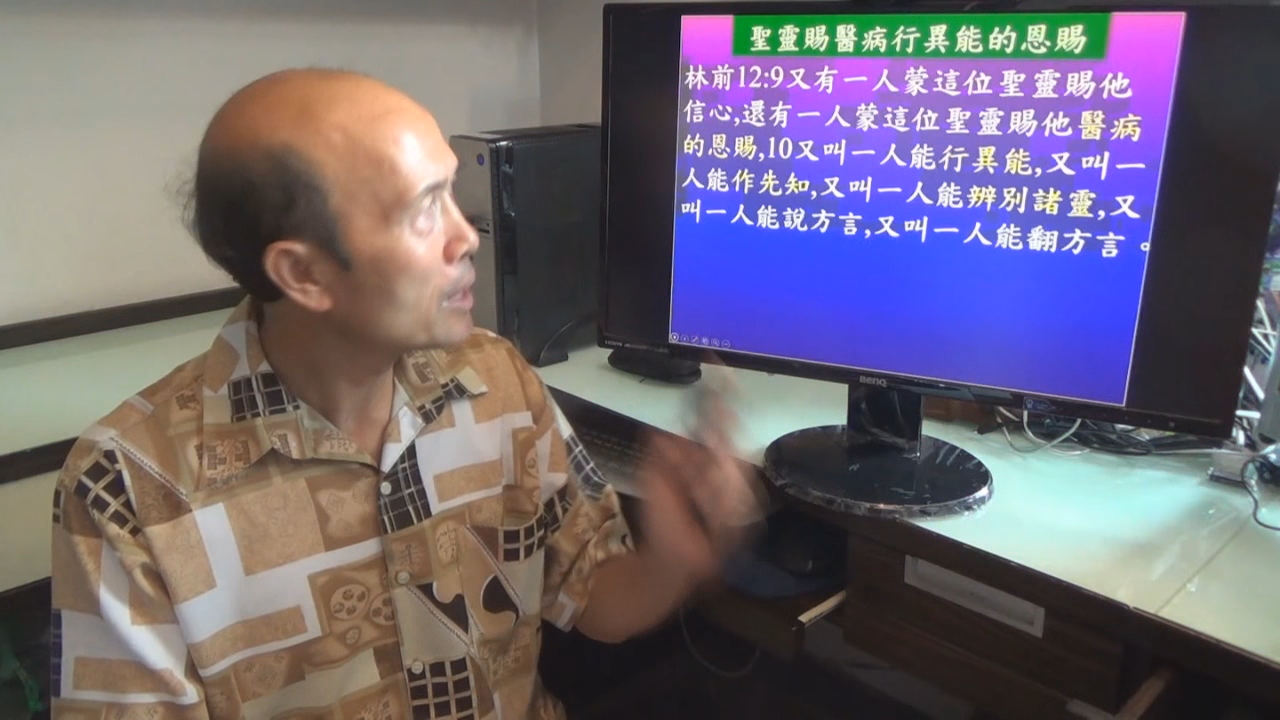 聖靈賜醫病行異能的恩賜
林前12:9又有一人蒙這位聖靈賜他
信心,還有一人蒙這位聖靈賜他醫病
的恩賜,10又叫一人能行異能,又叫一
人能作先知,又叫一人能辨別諸靈,又
叫一人能說方言,又叫一人能翻方言。
BenQ